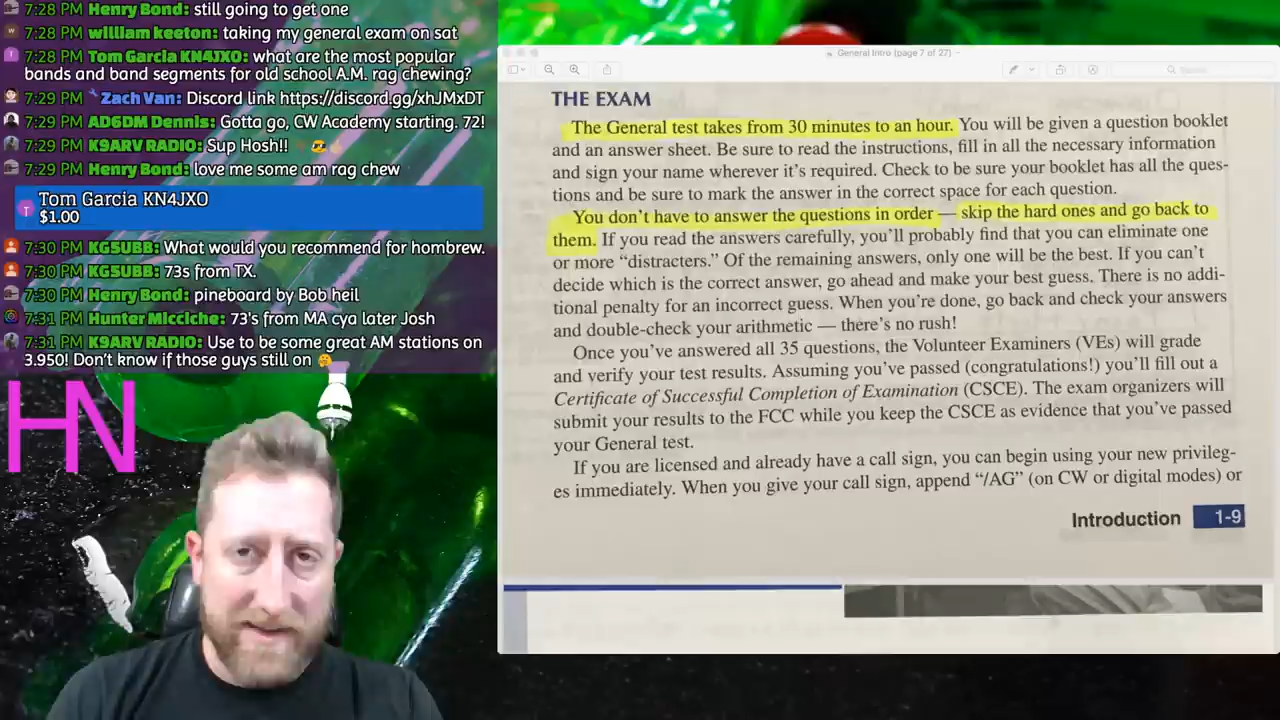 7:28 PM Henry Bond: still going to get one
7:28 PM william keeton: taking my general exam on sat
7:28 PM Tom Garcia KN4JXO: what are the most popular
bands and band segments for old school A.M. rag chewing?
7:29 PM Zach Van: Discord link https://discord.gg/xhJMxDT
7:29 PM AD6DM Dennis: Gotta go, CW Academy starting. 72!
7:29 PM K9ARV RADIO: Sup Hosh!!
7:29 PM Henry Bond: love me some am rag chew
Tom Garcia KN4JXO
$1.00
7:30 PM KG5UBB: What would you recommend for hombrew.
7:30 PM KG5UBB: 73s from TX.
7:30 PM Henry Bond: pineboard by Bob heil
7:31 PM Hunter Micciche: 73's from MA cya later Josh
7:31 PM K9ARV RADIO: Use to be some great AM stations on
3.950! Don't know if those guys still on
HN
General Intro (page 7 of 27)
Search
THE EXAM
The General test takes from 30 minutes to an hour. You will be given a question booklet
and an answer sheet. Be sure to read the instructions, fill in all the necessary information
and sign your name wherever it's required. Check to be sure your booklet has all the ques-
tions and be sure to mark the answer in the correct space for each question.
You don't have to answer the questions in order — skip the hard ones and go back to
them. If you read the answers carefully, you'll probably find that you can eliminate one
or more “distracters.” Of the remaining answers, only one will be the best. If you can't
decide which is the correct answer, go ahead and make your best guess. There is no addi-
tional penalty for an incorrect guess. When you're done, go back and check your answers
and double-check your arithmetic — there's no rush!
Once you've answered all 35 questions, the Volunteer Examiners (VEs) will grade
and verify your test results. Assuming you've passed (congratulations!) you'll fill out a
Certificate of Successful Completion of Examination (CSCE). The exam organizers will
submit your results to the FCC while you keep the CSCE as evidence that you've passed
your General test.
If you are licensed and already have a call sign, you can begin using your new privileg-
es immediately. When you give your call sign, append “/AG” (on CW or digital modes) or
Introduction 1-9